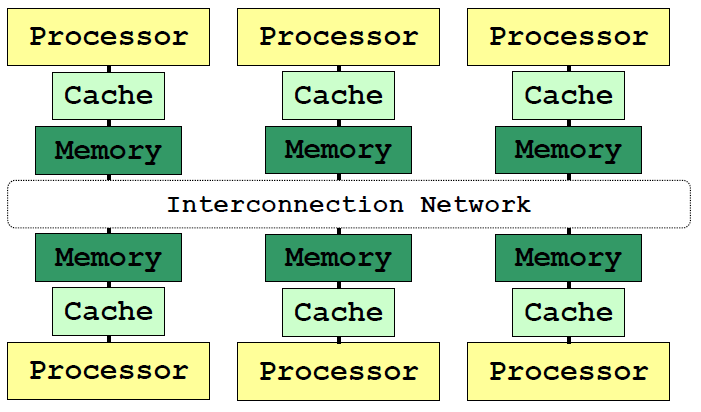 Processor Processor Processor
Cache Cache Cache
Memory Memory Memory
Interconnection Network
Memory Memory Memory
Cache Cache Cache
Processor Processor Processor